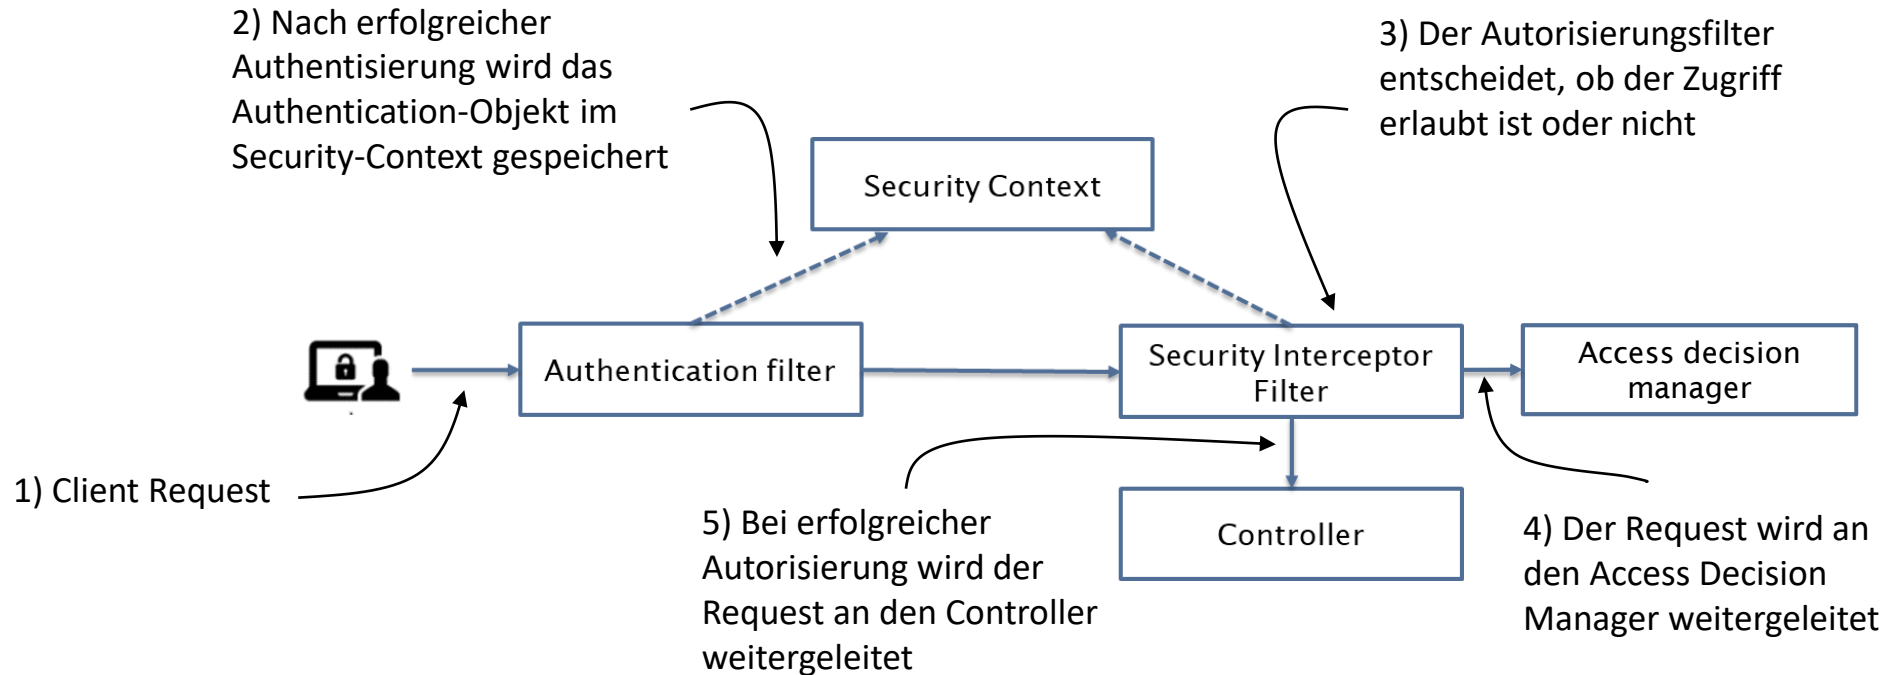 2) Nach erfolgreicher
Authentisierung wird das
Authentication-Objekt im
Security-Context gespeichert
3) Der Autorisierungsfilter
entscheidet, ob der Zugriff
erlaubt ist oder nicht
Security Context
Authentication filter
Security Interceptor
Filter
Access decision
manager
1) Client Request
5) Bei erfolgreicher
Autorisierung wird der
Request an den Controller
weitergeleitet
Controller
4) Der Request wird an
den Access Decision
Manager weitergeleitet